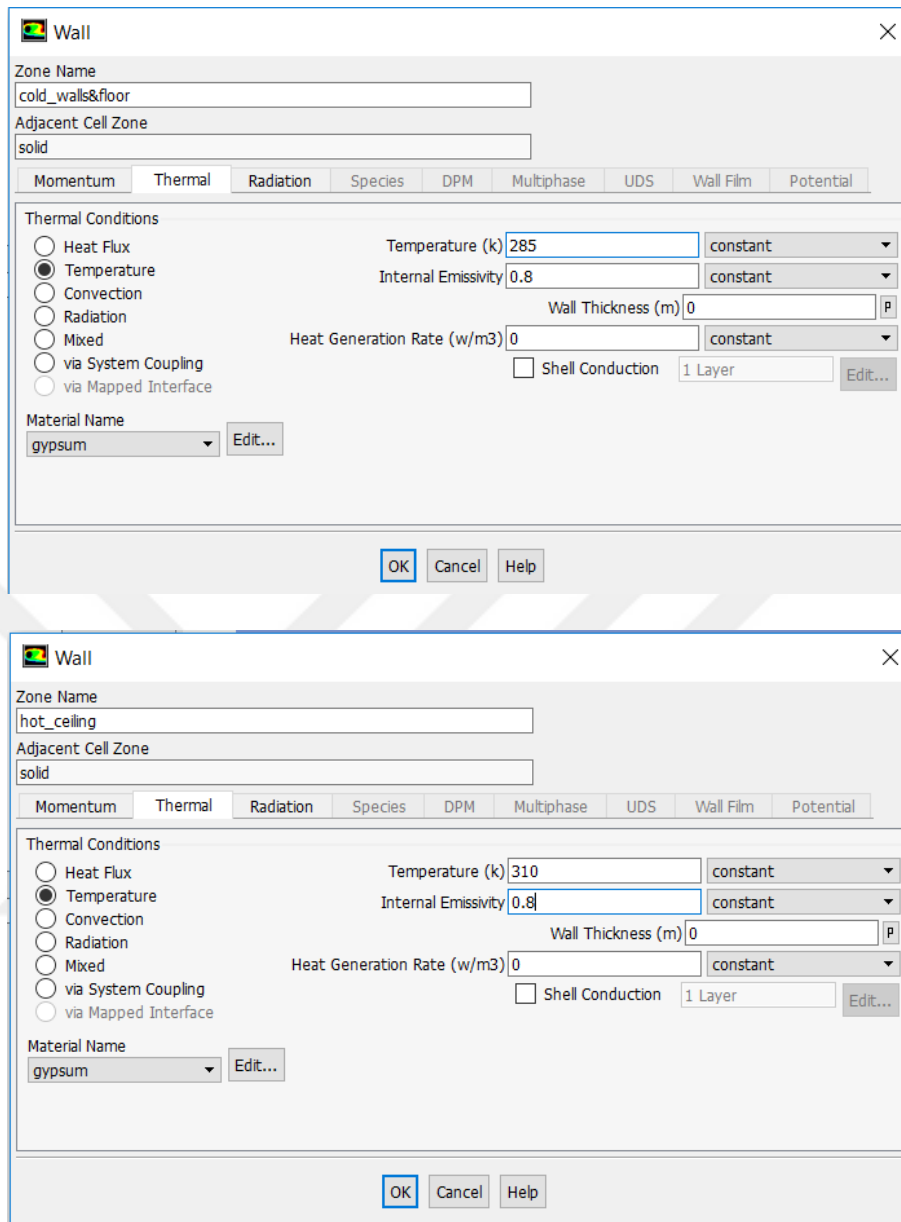 Wall
Zone Name
cold_walls&floor
Adjacent Cell Zone
solid
Momentum Thermal Radiation Species DPM Multiphase UDS Wall Film Potential
Thermal Conditions
Heat Flux
Temperature
Convection
Radiation
Mixed
via System Coupling
via Mapped Interface
Temperature (k) 285 constant
Internal Emissivity 0.8 constant
Wall Thickness (m) 0 P
Heat Generation Rate (w/m3) 0 constant
Shell Conduction 1 Layer Edit...
Material Name
gypsum Edit...
OK Cancel Help
Wall
Zone Name
hot_ceiling
Adjacent Cell Zone
solid
Momentum Thermal Radiation Species DPM Multiphase UDS Wall Film Potential
Thermal Conditions
Heat Flux
Temperature
Convection
Radiation
Mixed
via System Coupling
via Mapped Interface
Temperature (k) 310 constant
Internal Emissivity 0.8 constant
Wall Thickness (m) 0 P
Heat Generation Rate (w/m3) 0 constant
Shell Conduction 1 Layer Edit...
Material Name
gypsum Edit...
OK Cancel Help